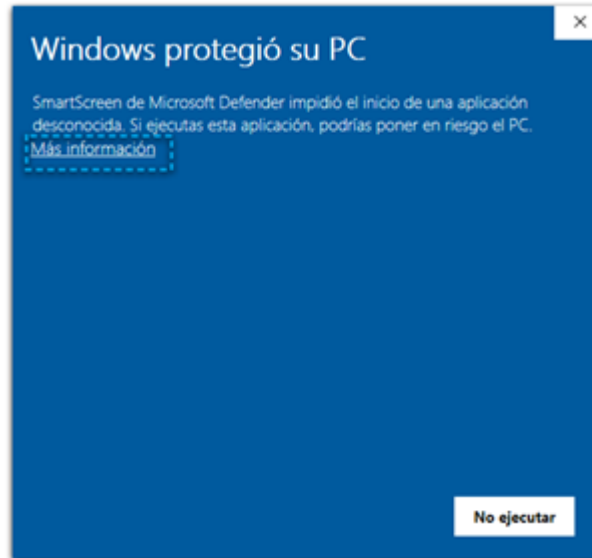 Windows protegió su PC
SmartScreen de Microsoft Defender impidió el inicio de una aplicación
desconocida. Si ejecutas esta aplicación, podrías poner en riesgo el PC.
Más información
No ejecutar